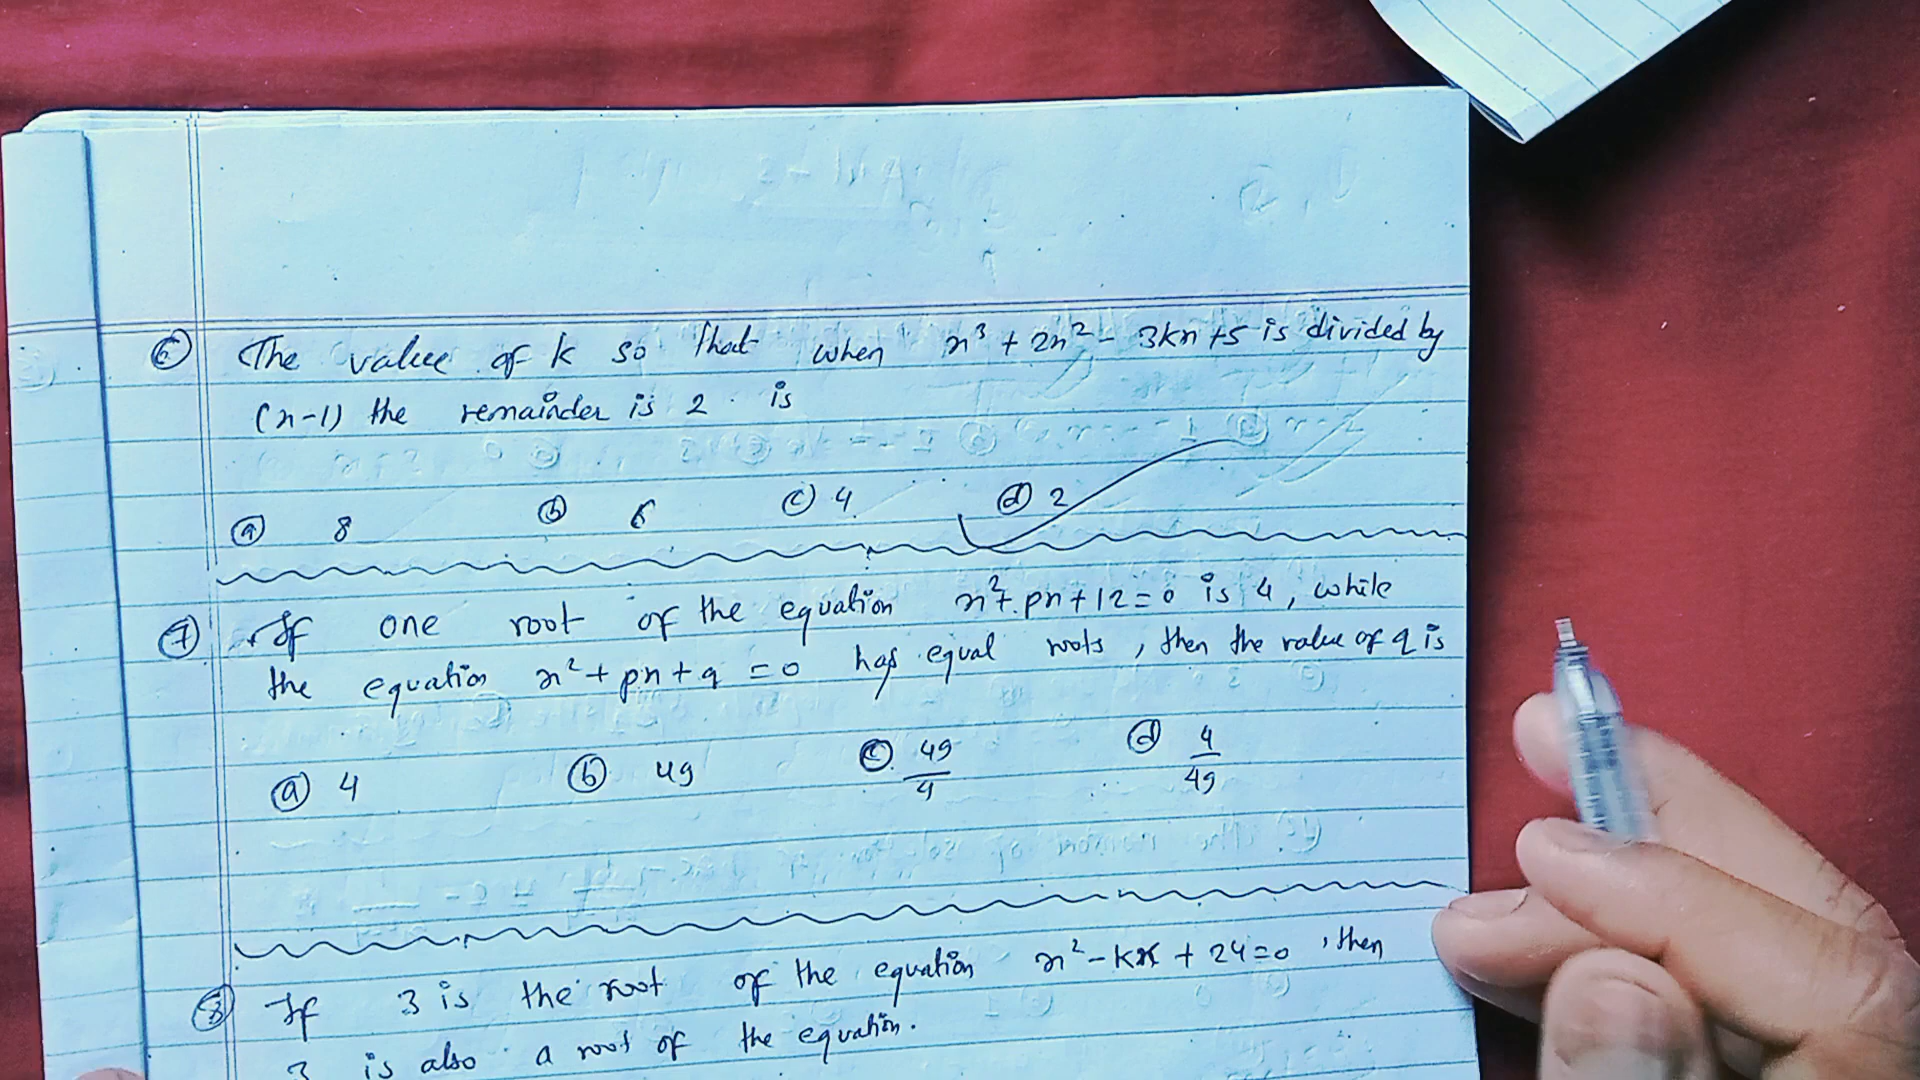 ⑥ The value of k so that when x³ + 2x² - 3kx +5 is divided by
(x-1) the remainder is 2 is
ⓐ 8 ⓑ 6 ⓒ 4 ⓓ 2
⑦ If one root of the equation x² + px + 12 = 0 is 4, while
the equation x² + px + q = 0 has equal roots, then the value of q is
ⓐ 4 ⓑ 49 ⓒ 49/4 ⓓ 4/49
⑧ If 3 is the root of the equation x² - kx + 24 = 0, then
3 is also a root of the equation.